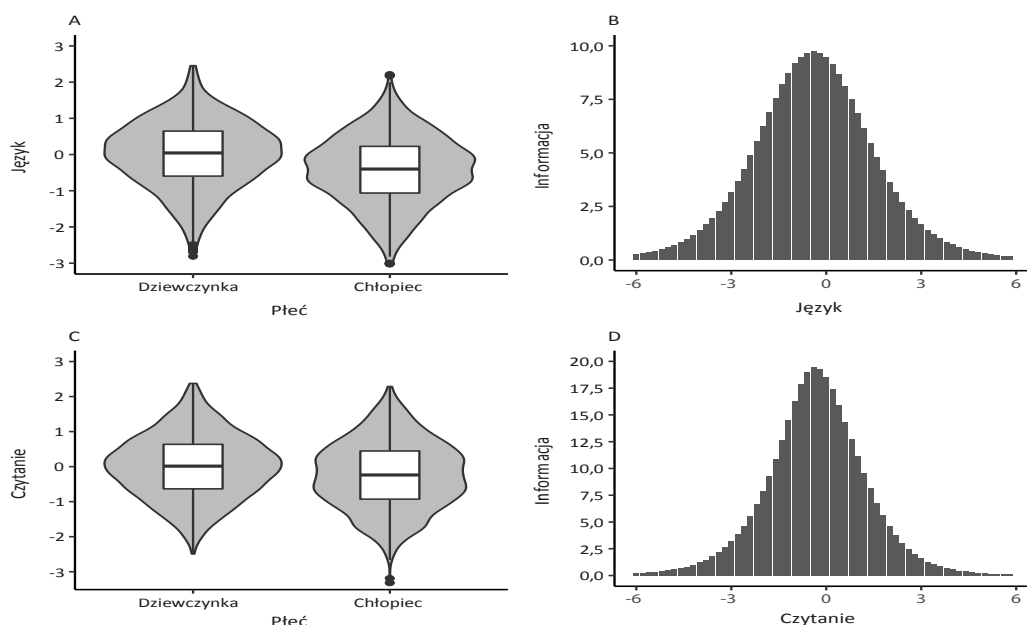 A
Język
3
2
1
0
-1
-2
-3
Dziewczynka Chłopiec
Płeć
B
Informacja
10,0
7,5
5,0
2,5
0,0
-6 -3 0 3 6
Język
C
Czytanie
3
2
1
0
-1
-2
-3
Dziewczynka Chłopiec
Płeć
D
Informacja
20,0
17,5
15,0
12,5
10,0
7,5
5,0
2,5
0,0
-6 -3 0 3 6
Czytanie